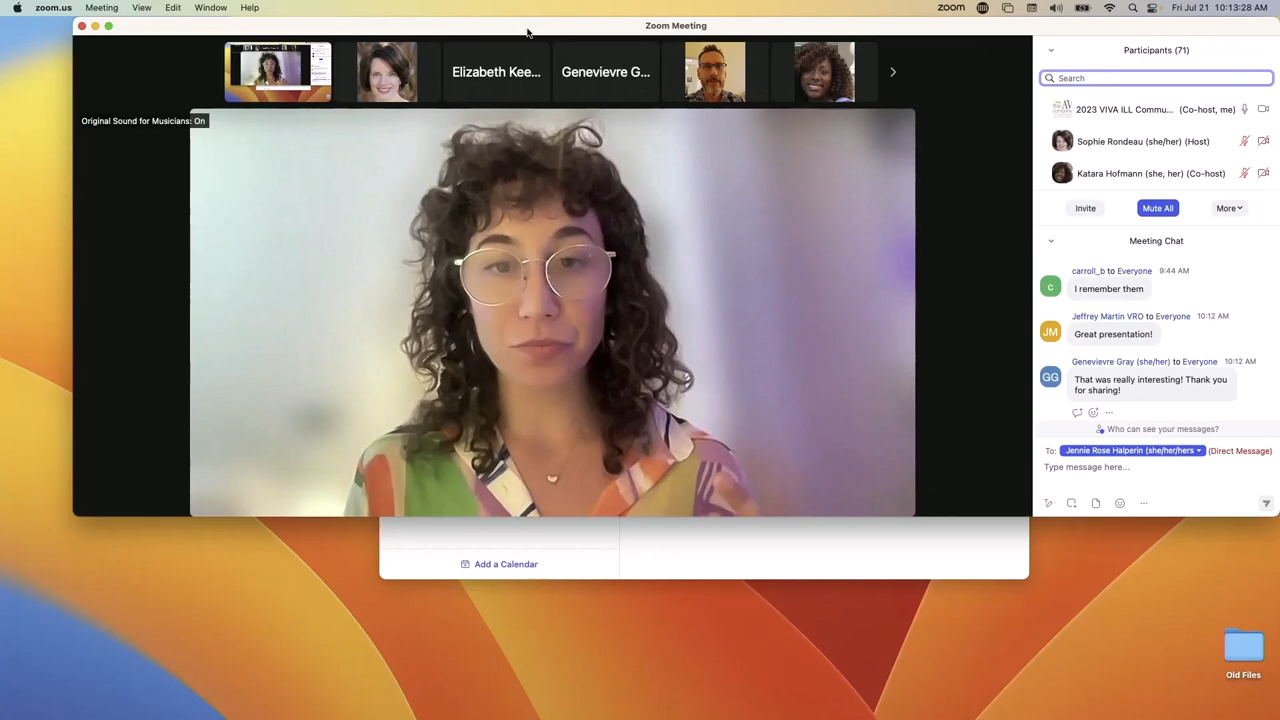 zoom.us Meeting View Edit Window Help
zoom Fri Jul 21 10:13:28 AM
Zoom Meeting
Elizabeth Kee...
Genevievre G...
Original Sound for Musicians: On
Participants (71)
Search
2023 VIVA ILL Commu... (Co-host, me)
Sophie Rondeau (she/her) (Host)
Katara Hofmann (she, her) (Co-host)
Invite
Mute All
More
Meeting Chat
carroll_b to Everyone 9:44 AM
C
I remember them
Jeffrey Martin VRO to Everyone 10:12 AM
JM
Great presentation!
Genevievre Gray (she/her) to Everyone 10:12 AM
GG
That was really interesting! Thank you
for sharing!
...
Who can see your messages?
To: Jennie Rose Halperin (she/her/hers (Direct Message)
Type message here...
...
Add a Calendar
Old Files